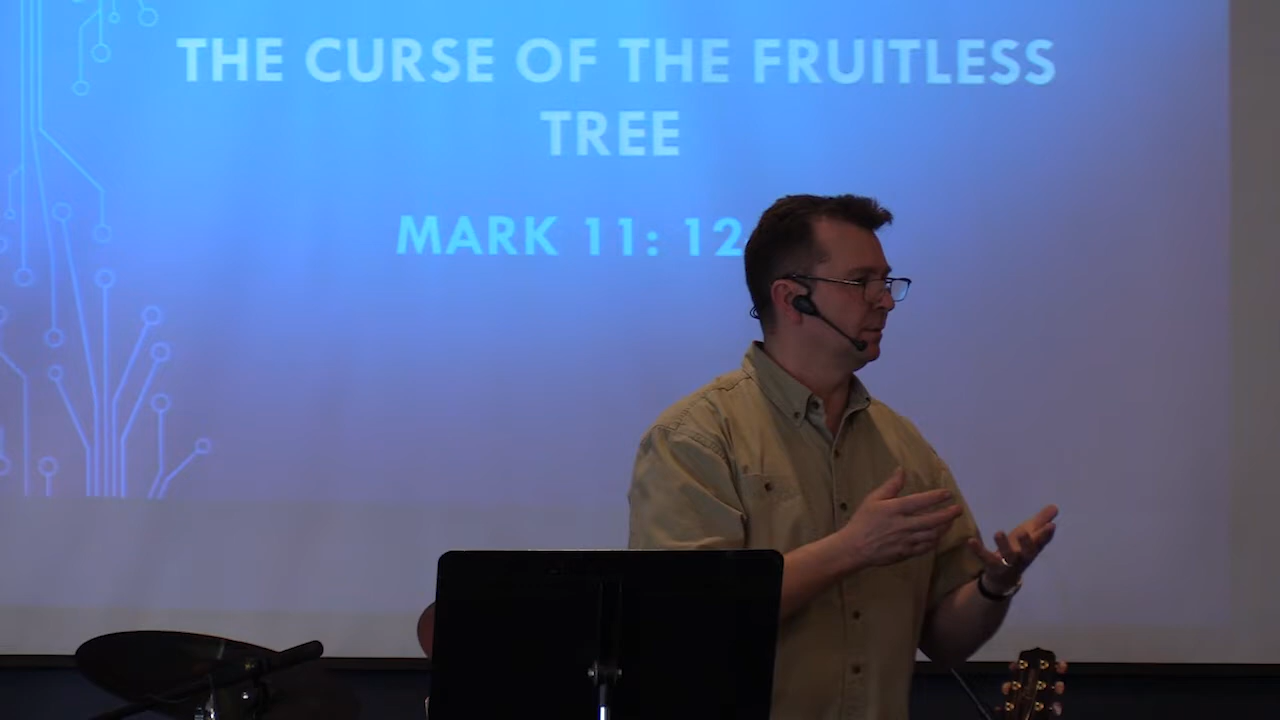 THE CURSE OF THE FRUITLESS
TREE
MARK 11: 12